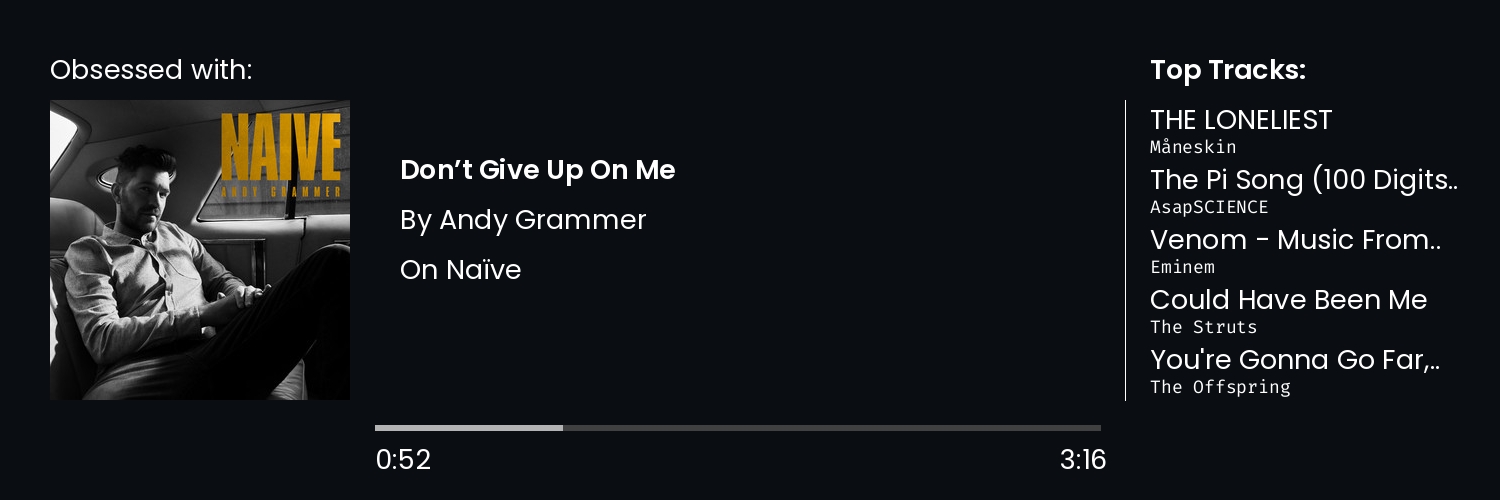 Obsessed with:
NAIVE
ANDY GRAMMER
Don’t Give Up On Me
By Andy Grammer
On Naïve
0:52
3:16
Top Tracks:
THE LONELIEST
Måneskin
The Pi Song (100 Digits..
AsapSCIENCE
Venom - Music From..
Eminem
Could Have Been Me
The Struts
You're Gonna Go Far,..
The Offspring